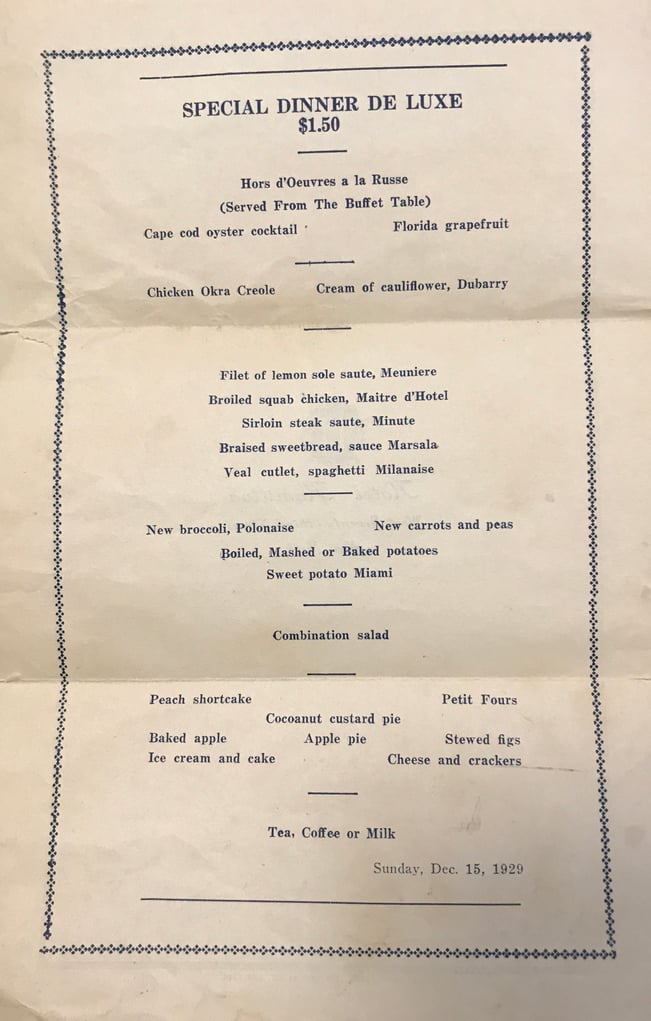 SPECIAL DINNER DE LUXE
$1.50
Hors d'Oeuvres a la Russe
(Served From The Buffet Table)
Cape cod oyster cocktail Florida grapefruit
Chicken Okra Creole Cream of cauliflower, Dubarry
Filet of lemon sole saute, Meuniere
Broiled squab chicken, Maitre d'Hotel
Sirloin steak saute, Minute
Braised sweetbread, sauce Marsala
Veal cutlet, spaghetti Milanaise
New broccoli, Polonaise New carrots and peas
Boiled, Mashed or Baked potatoes
Sweet potato Miami
Combination salad
Peach shortcake Petit Fours
Cocoanut custard pie
Baked apple Apple pie Stewed figs
Ice cream and cake Cheese and crackers
Tea, Coffee or Milk
Sunday, Dec. 15, 1929